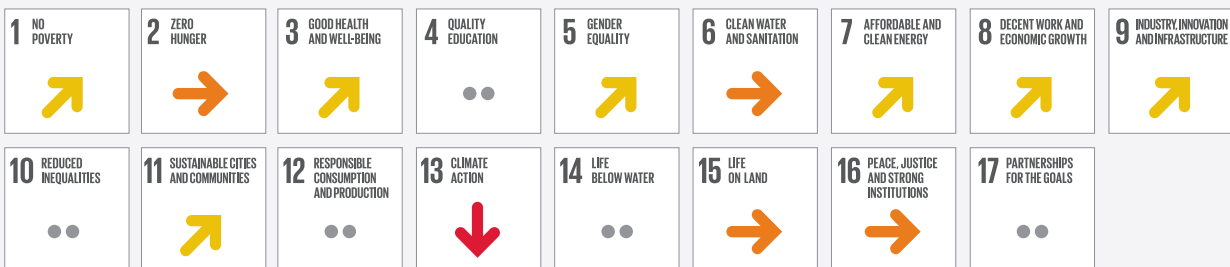 1 NO
POVERTY
2 ZERO
HUNGER
3 GOOD HEALTH
AND WELL-BEING
4 QUALITY
EDUCATION
5 GENDER
EQUALITY
6 CLEAN WATER
AND SANITATION
7 AFFORDABLE AND
CLEAN ENERGY
8 DECENT WORK AND
ECONOMIC GROWTH
9 INDUSTRY, INNOVATION
AND INFRASTRUCTURE
10 REDUCED
INEQUALITIES
11 SUSTAINABLE CITIES
AND COMMUNITIES
12 RESPONSIBLE
CONSUMPTION
AND PRODUCTION
13 CLIMATE
ACTION
14 LIFE
BELOW WATER
15 LIFE
ON LAND
16 PEACE, JUSTICE
AND STRONG
INSTITUTIONS
17 PARTNERSHIPS
FOR THE GOALS